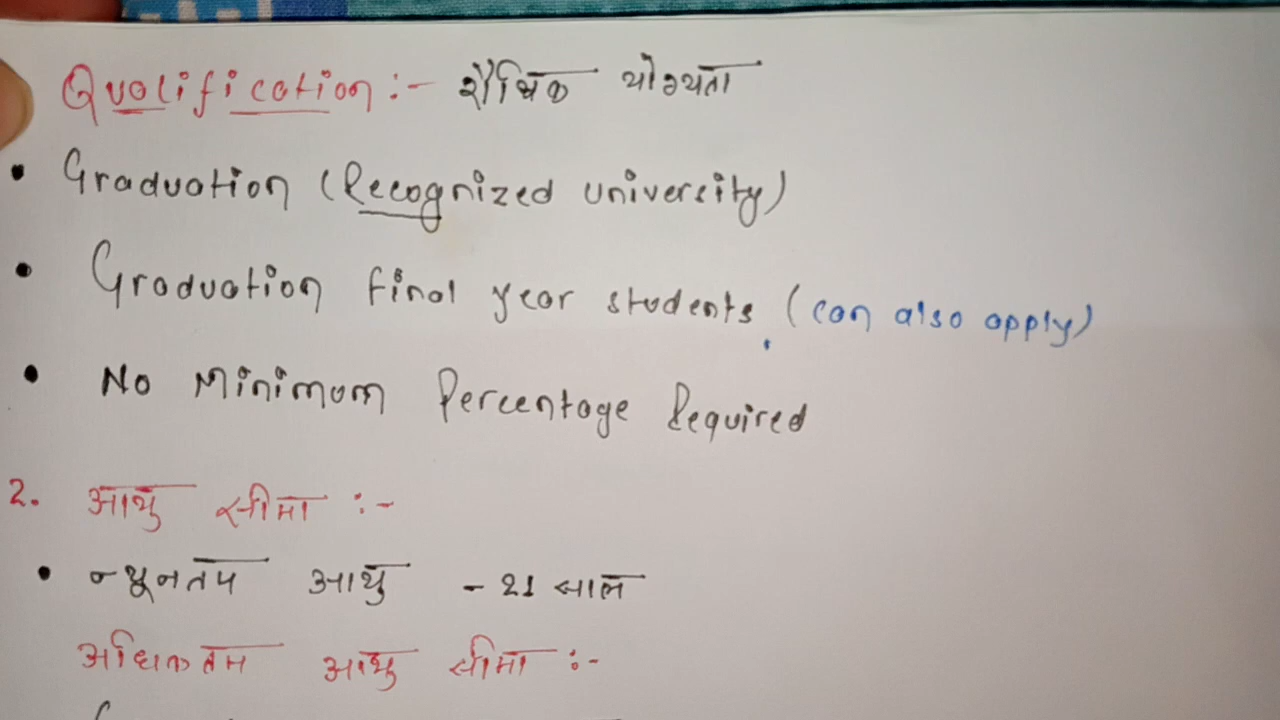 Qualification :- शैक्षिक योग्यता
• Graduation (Recognized university)
• Graduation final year students (can also apply)
• No Minimum Percentage Required
2. आयु सीमा :-
• न्यूनतम आयु - 21 साल
अधिकतम आयु सीमा :-